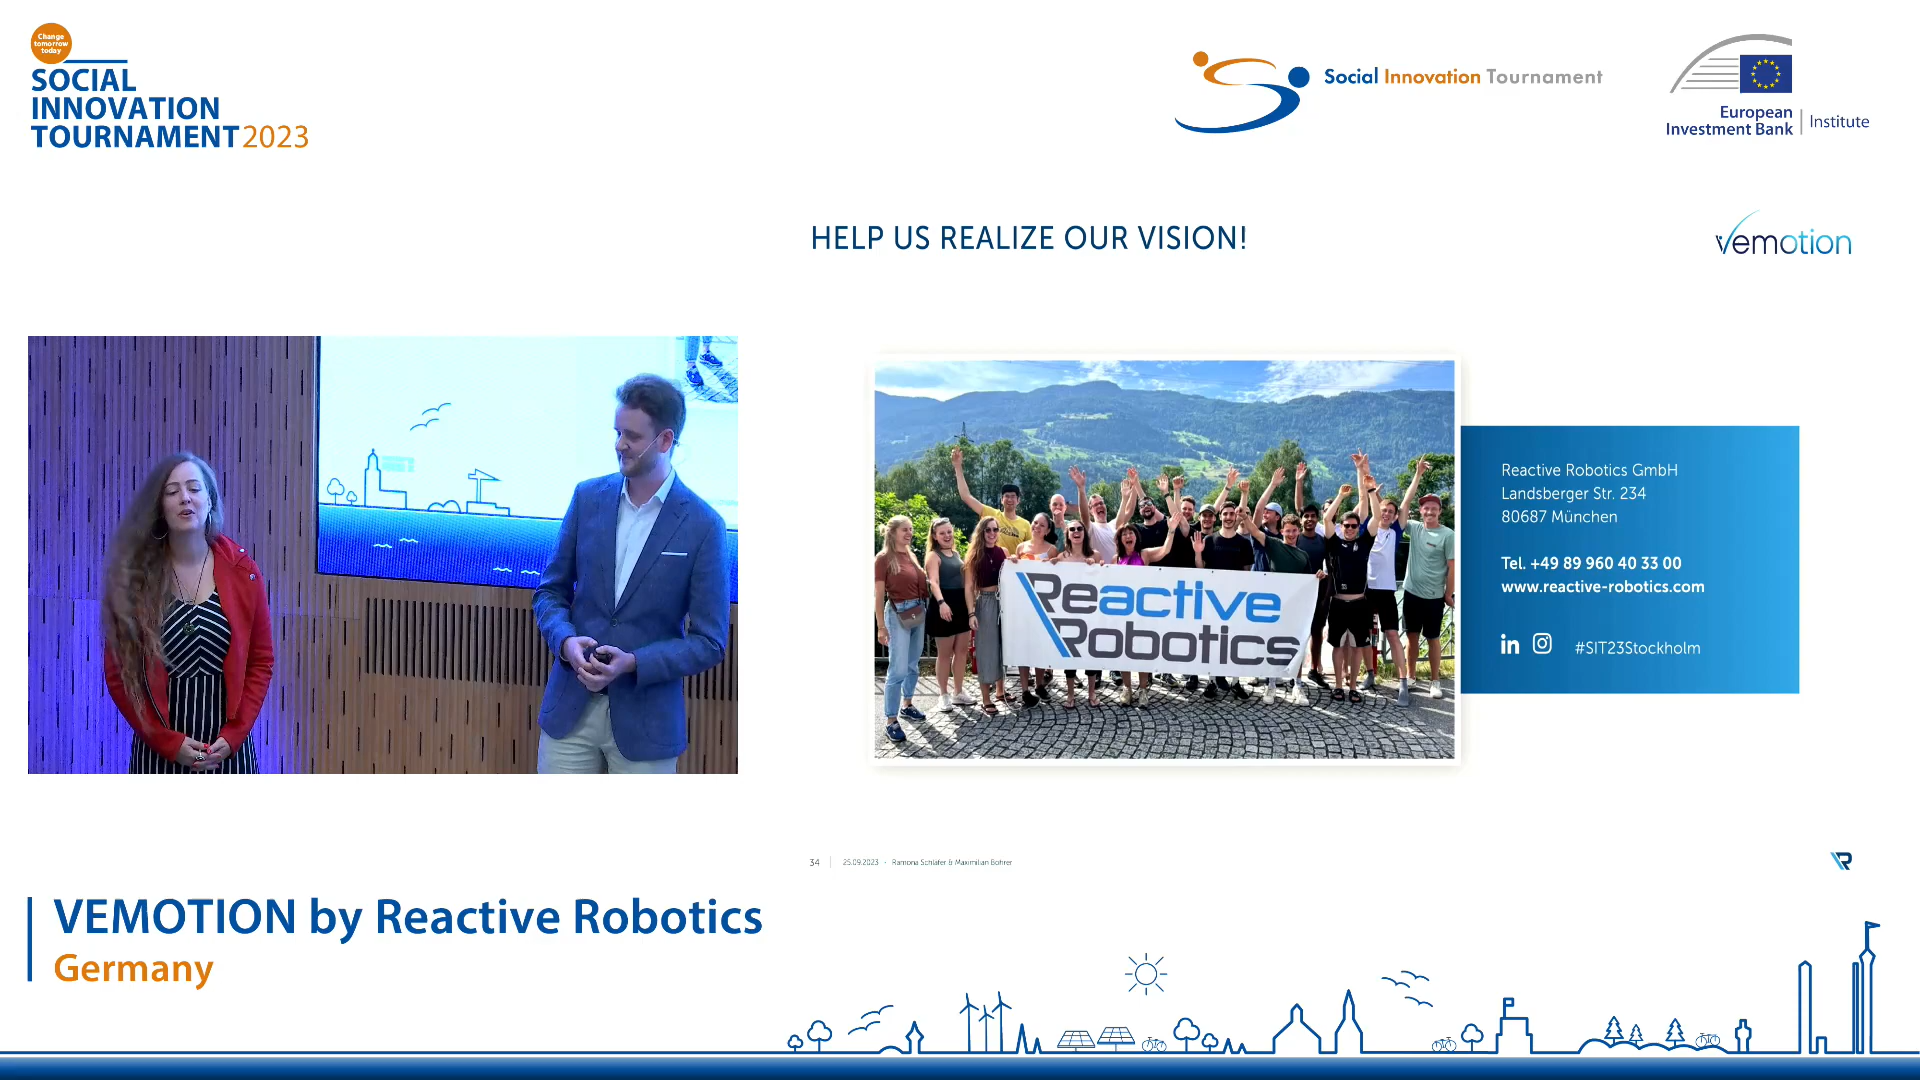 Change
tomorrow
today
SOCIAL
INNOVATION
TOURNAMENT2023
Social Innovation Tournament
European
Investment Bank
Institute
HELP US REALIZE OUR VISION!
vemotion
Reactive
Robotics
Reactive Robotics GmbH
Landsberger Str. 234
80687 München
Tel. +49 89 960 40 33 00
www.reactive-robotics.com
in
#SIT23Stockholm
34
25.09.2023 - Ramona Schläfer & Maximilian Bohrer
R
VEMOTION by Reactive Robotics
Germany